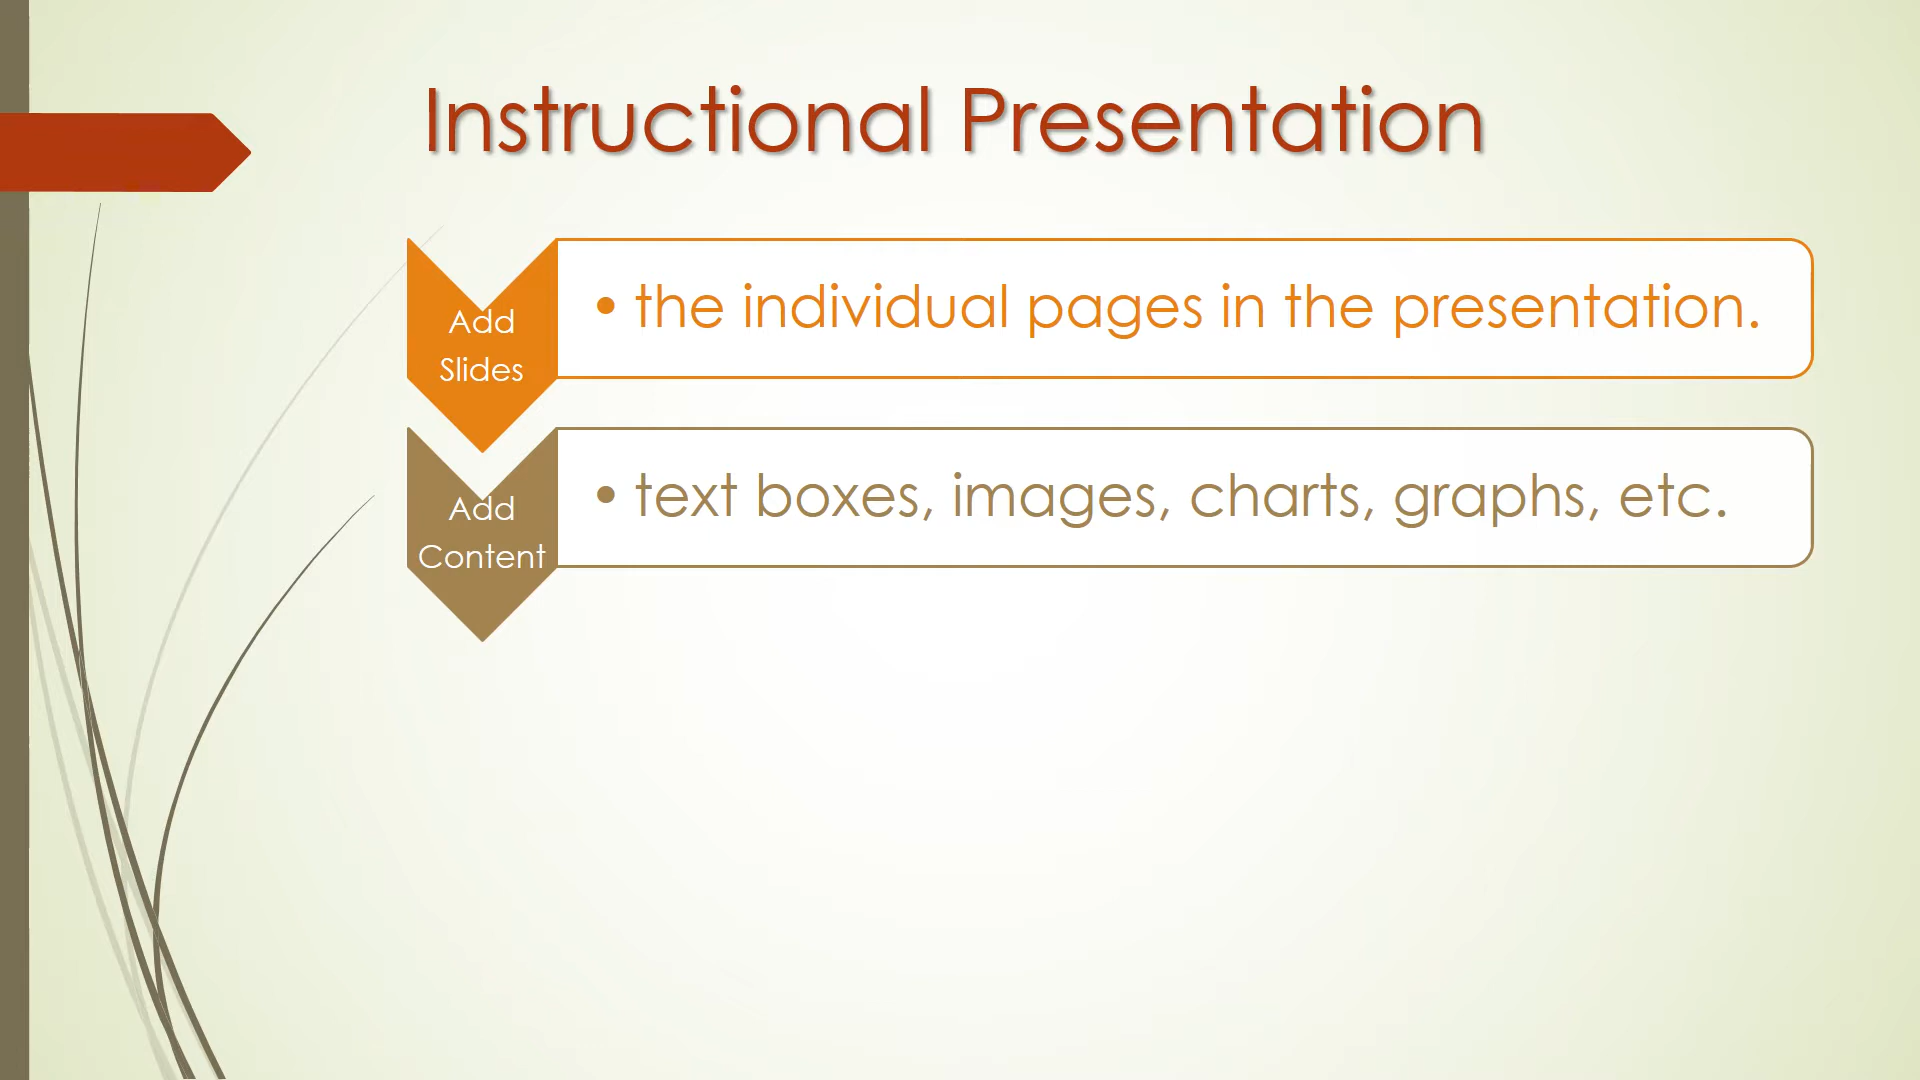 Instructional Presentation
Add
Slides
• the individual pages in the presentation.
Add
Content
• text boxes, images, charts, graphs, etc.